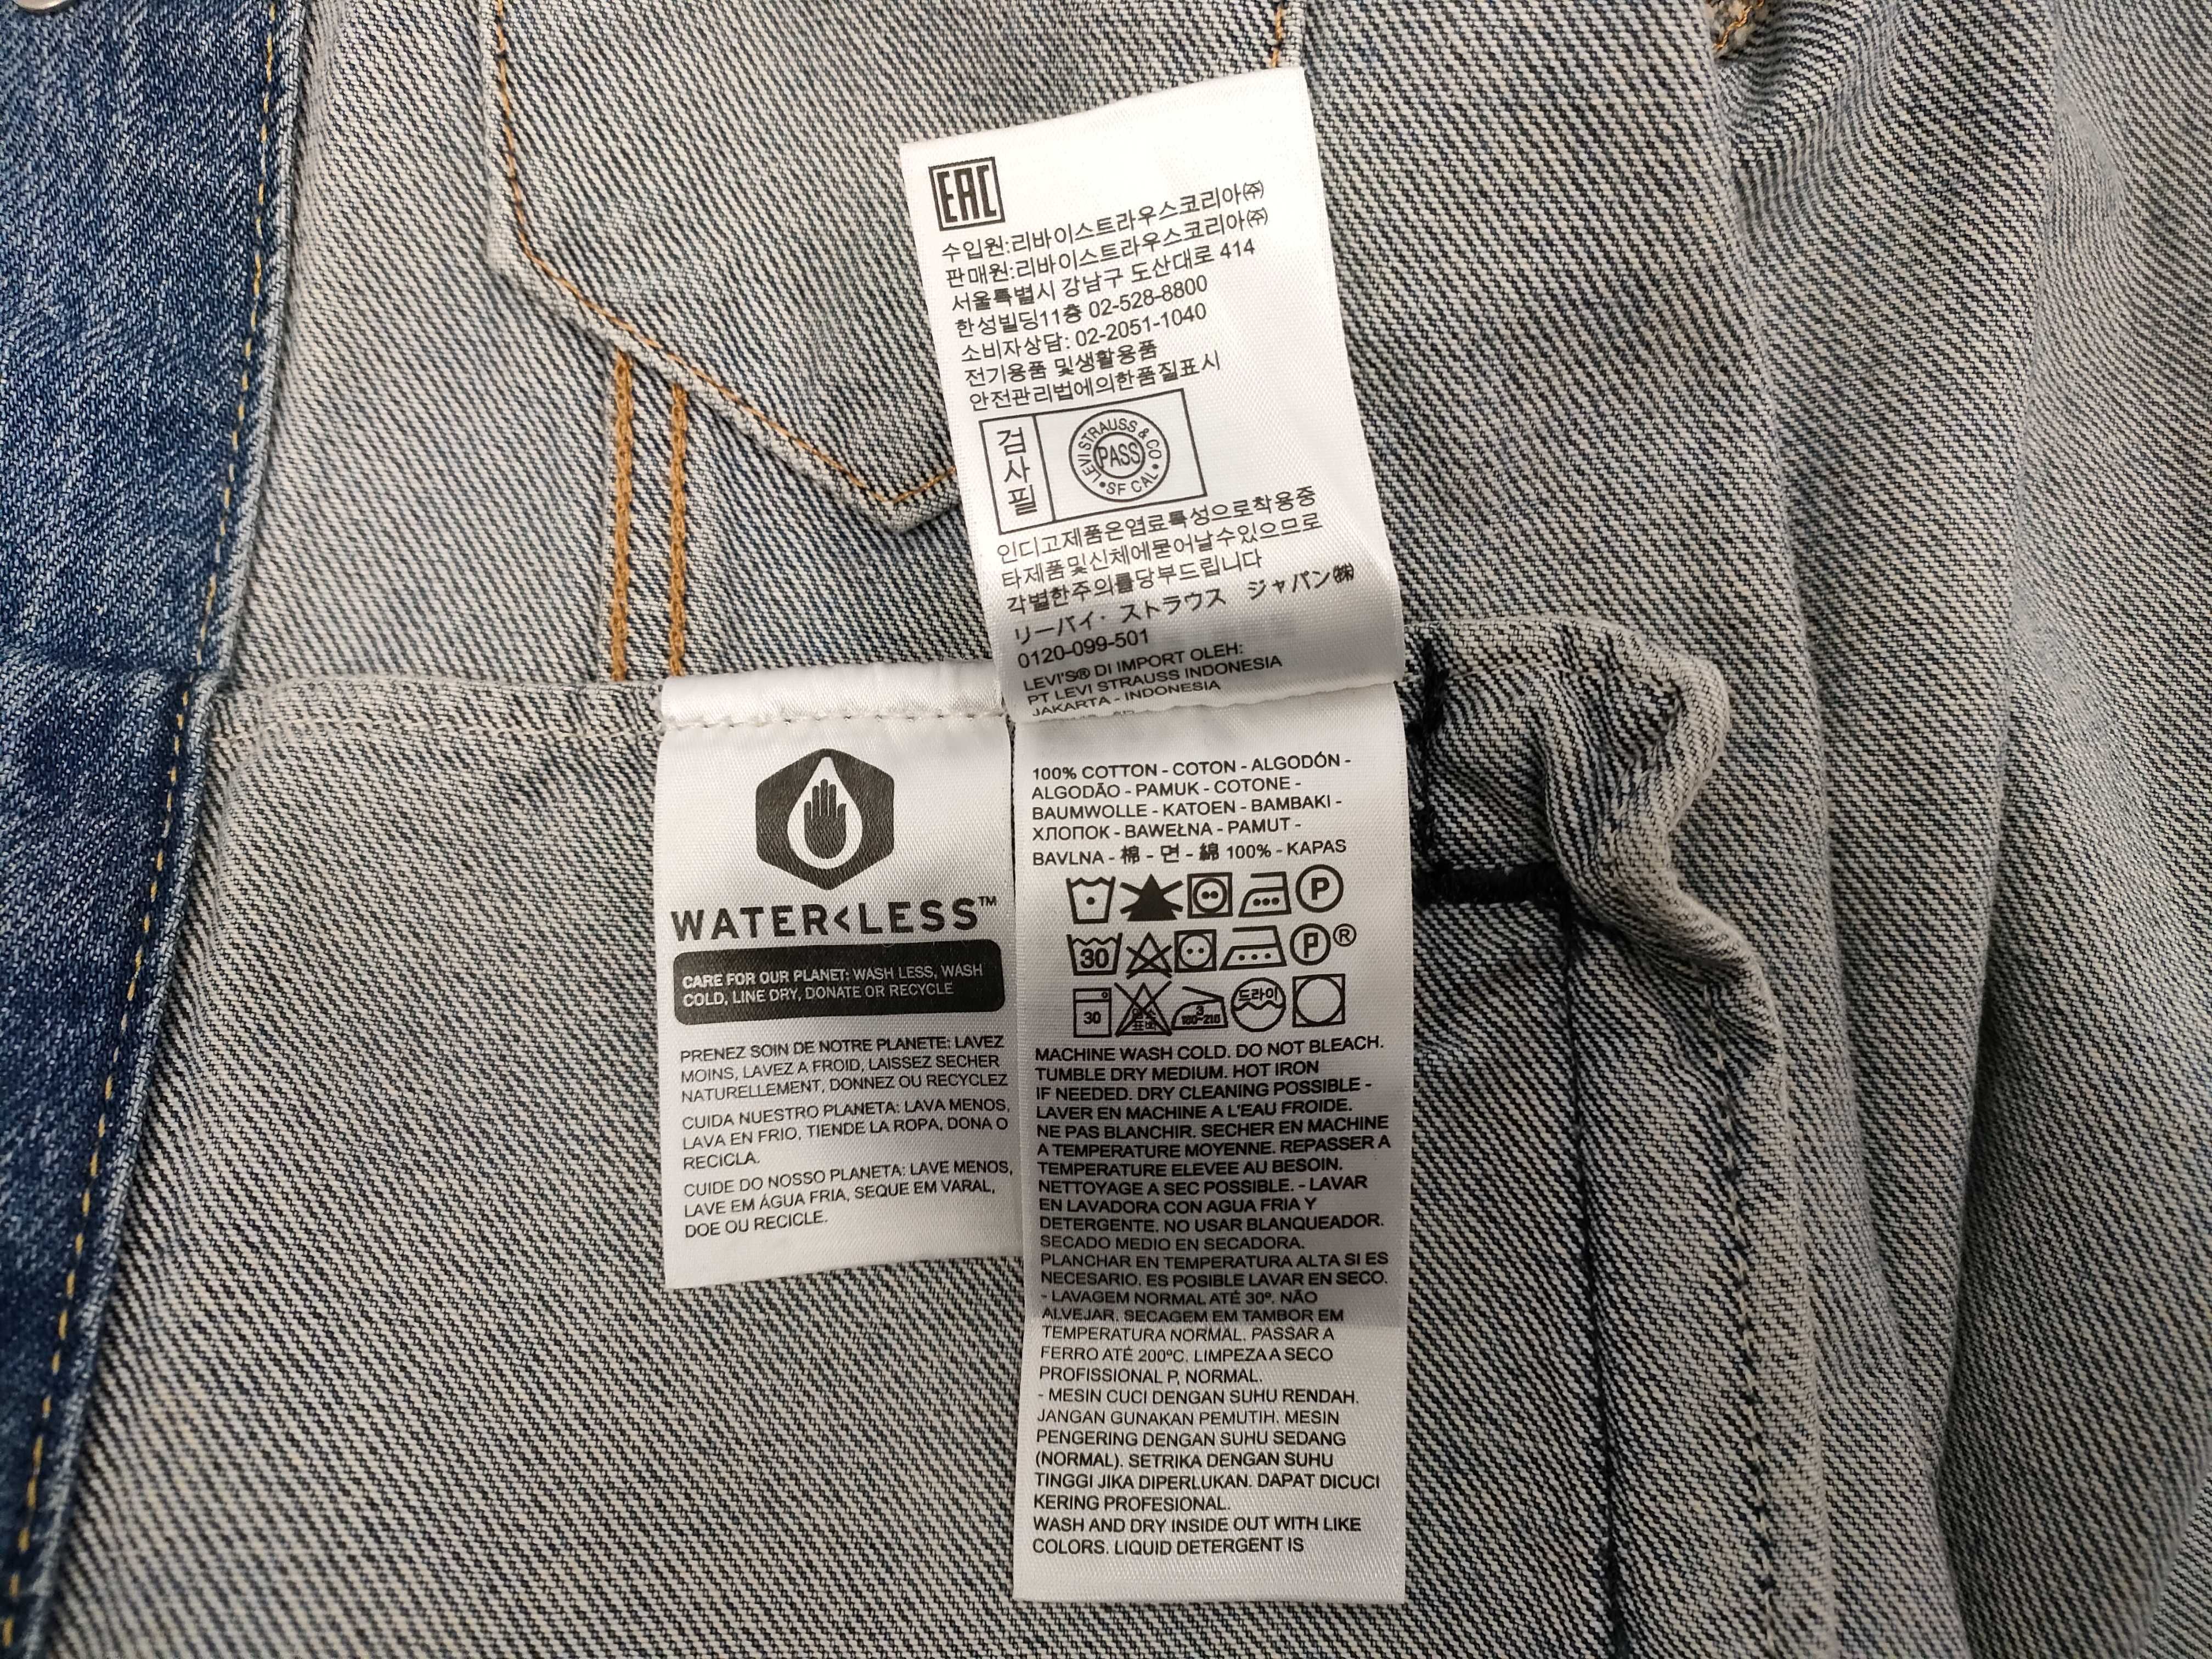 EAC
수입원:리바이스트라우스코리아㈜
판매원:리바이스트라우스코리아㈜
서울특별시 강남구 도산대로 414
한성빌딩11층 02-528-8800
소비자상담: 02-2051-1040
전기용품 및생활용품
안전관리법에의한품질표시
검사필
LEVI STRAUSS & CO
PASS
•SF CAL•
인디고제품은염료특성으로착용중
타제품및신체에묻어날수있으므로
각별한주의를당부드립니다
リーバイ・ストラウス ジャパン㈱
0120-099-501
LEVI'S® DI IMPORT OLEH:
PT LEVI STRAUSS INDONESIA
JAKARTA - INDONESIA
WATER<LESS™
CARE FOR OUR PLANET: WASH LESS, WASH
COLD, LINE DRY, DONATE OR RECYCLE
PRENEZ SOIN DE NOTRE PLANETE: LAVEZ
MOINS, LAVEZ A FROID, LAISSEZ SECHER
NATURELLEMENT, DONNEZ OU RECYCLEZ
CUIDA NUESTRO PLANETA: LAVA MENOS,
LAVA EN FRIO, TIENDE LA ROPA, DONA O
RECICLA.
CUIDE DO NOSSO PLANETA: LAVE MENOS,
LAVE EM ÁGUA FRIA, SEQUE EM VARAL,
DOE OU RECICLE.
100% COTTON - COTON - ALGODÓN -
ALGODÃO - PAMUK - COTONE -
BAUMWOLLE - KATOEN - BAMBAKI -
ХЛОПОК - BAWEŁNA - PAMUT -
BAVLNA - 棉 - 면 - 綿 100% - KAPAS
P
30 P ®
30 염소표백 3 180~210 드라이
MACHINE WASH COLD. DO NOT BLEACH.
TUMBLE DRY MEDIUM. HOT IRON
IF NEEDED. DRY CLEANING POSSIBLE -
LAVER EN MACHINE A L'EAU FROIDE.
NE PAS BLANCHIR. SECHER EN MACHINE
A TEMPERATURE MOYENNE. REPASSER A
TEMPERATURE ELEVEE AU BESOIN.
NETTOYAGE A SEC POSSIBLE. - LAVAR
EN LAVADORA CON AGUA FRIA Y
DETERGENTE. NO USAR BLANQUEADOR.
SECADO MEDIO EN SECADORA.
PLANCHAR EN TEMPERATURA ALTA SI ES
NECESARIO. ES POSIBLE LAVAR EN SECO.
- LAVAGEM NORMAL ATÉ 30º. NÃO
ALVEJAR. SECAGEM EM TAMBOR EM
TEMPERATURA NORMAL. PASSAR A
FERRO ATÉ 200ºC. LIMPEZA A SECO
PROFISSIONAL P, NORMAL.
- MESIN CUCI DENGAN SUHU RENDAH.
JANGAN GUNAKAN PEMUTIH. MESIN
PENGERING DENGAN SUHU SEDANG
(NORMAL). SETRIKA DENGAN SUHU
TINGGI JIKA DIPERLUKAN. DAPAT DICUCI
KERING PROFESIONAL.
WASH AND DRY INSIDE OUT WITH LIKE
COLORS. LIQUID DETERGENT IS